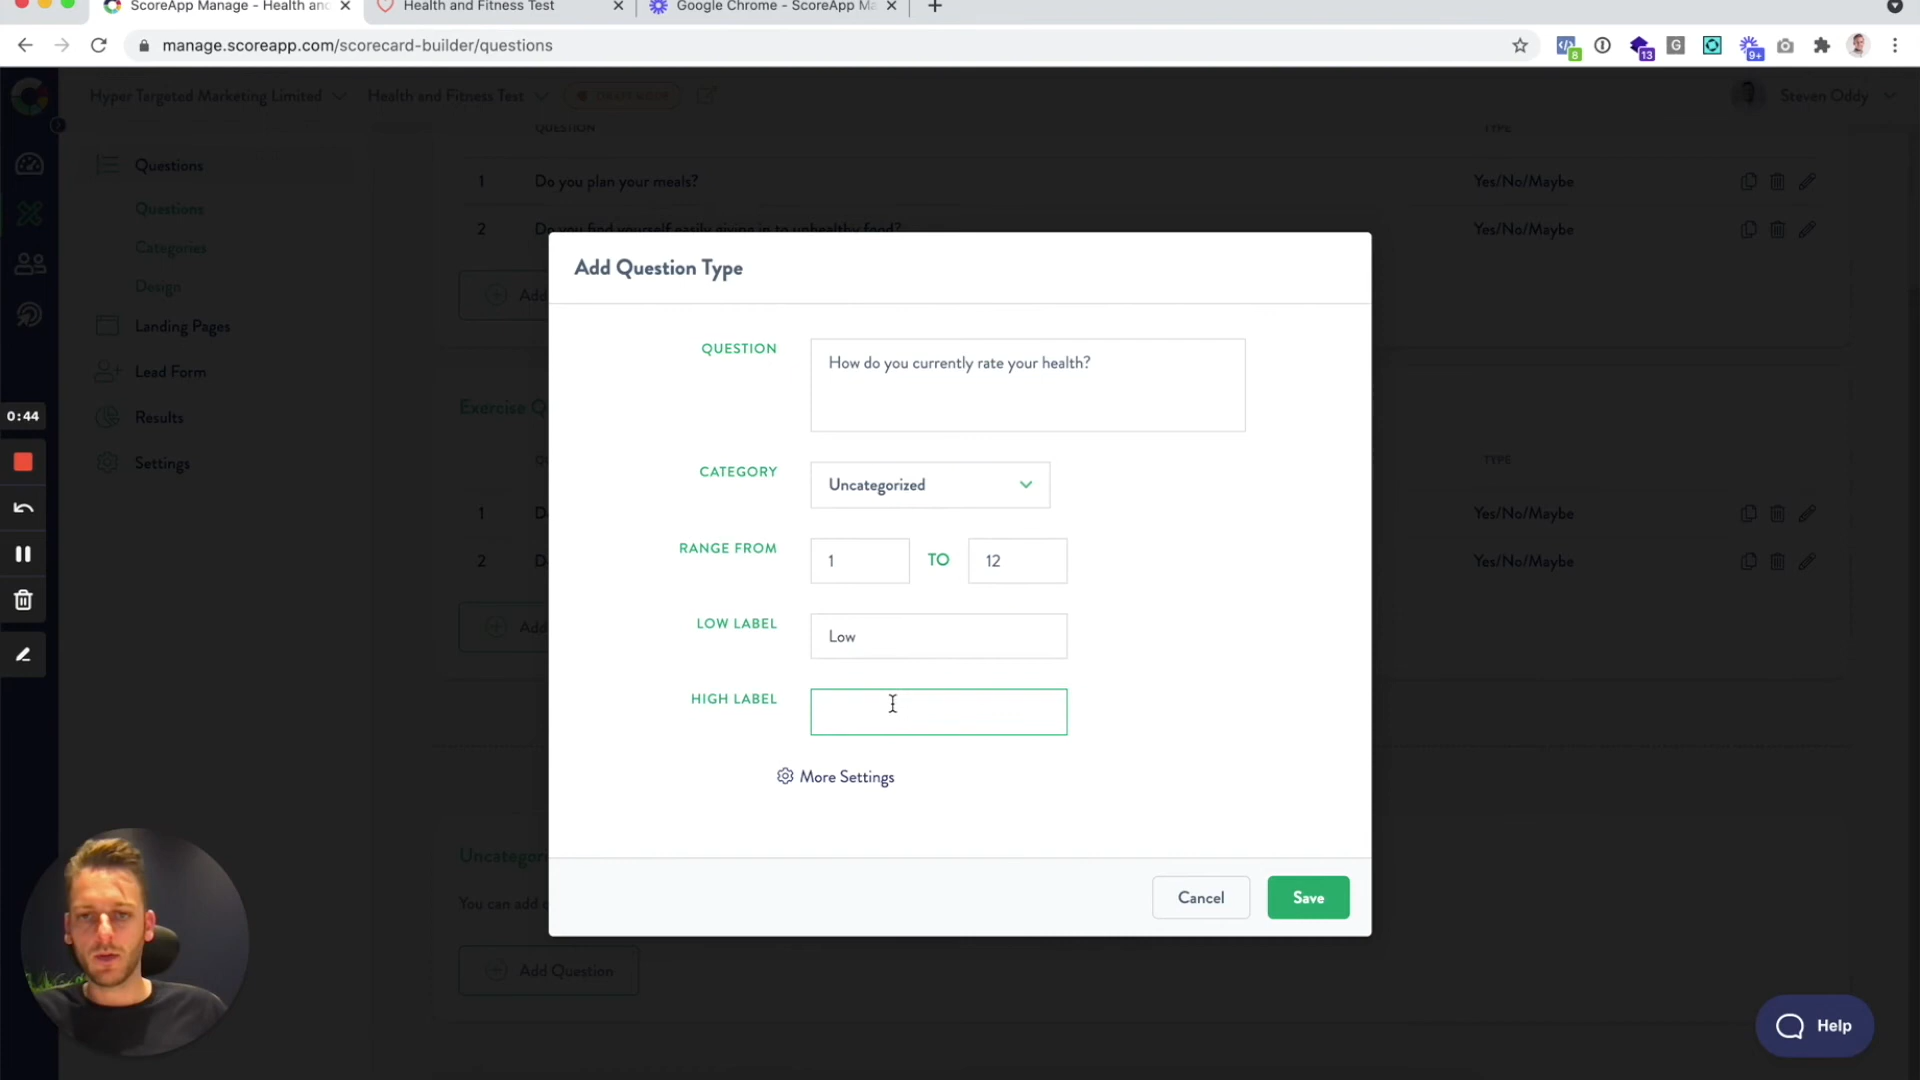 ScoreApp Manage - Health and
Health and Fitness Test
Google Chrome - ScoreApp Ma
manage.scoreapp.com/scorecard-builder/questions
8
13
G
9+
Hyper Targeted Marketing Limited
Health and Fitness Test
DRAFT MODE
Steven Oddy
QUESTION
TYPE
Questions
1
Do you plan your meals?
Yes/No/Maybe
Questions
2
Do you find yourself easily giving in to unhealthy food?
Yes/No/Maybe
Categories
Design
Add
Landing Pages
Lead Form
Exercise Q
0:44
Results
Settings
TYPE
1
D
Yes/No/Maybe
2
D
Yes/No/Maybe
Add
Uncategori
You can add
Add Question
Add Question Type
QUESTION
How do you currently rate your health?
CATEGORY
Uncategorized
RANGE FROM
1
TO
12
LOW LABEL
Low
HIGH LABEL
More Settings
Cancel
Save
Help